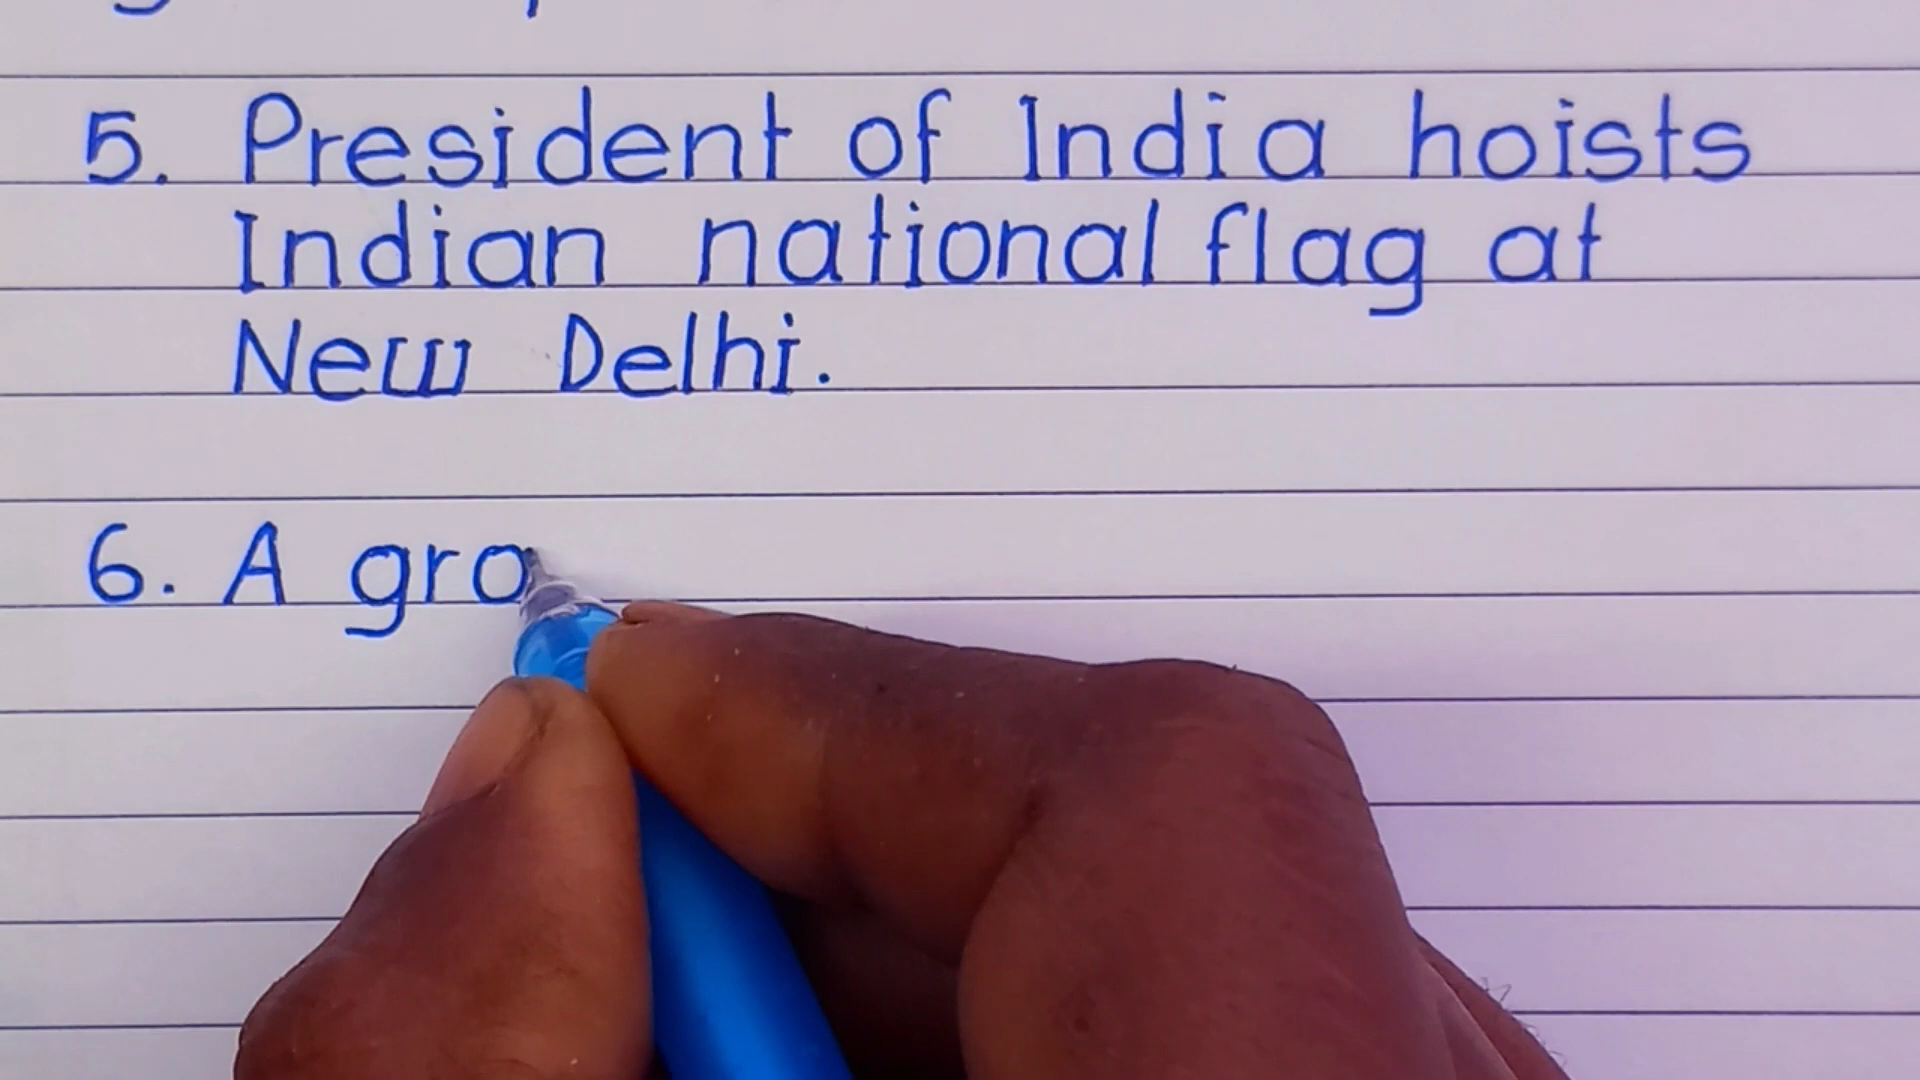 5. President of India hoists
Indian national flag at
New Delhi.
6. A gro